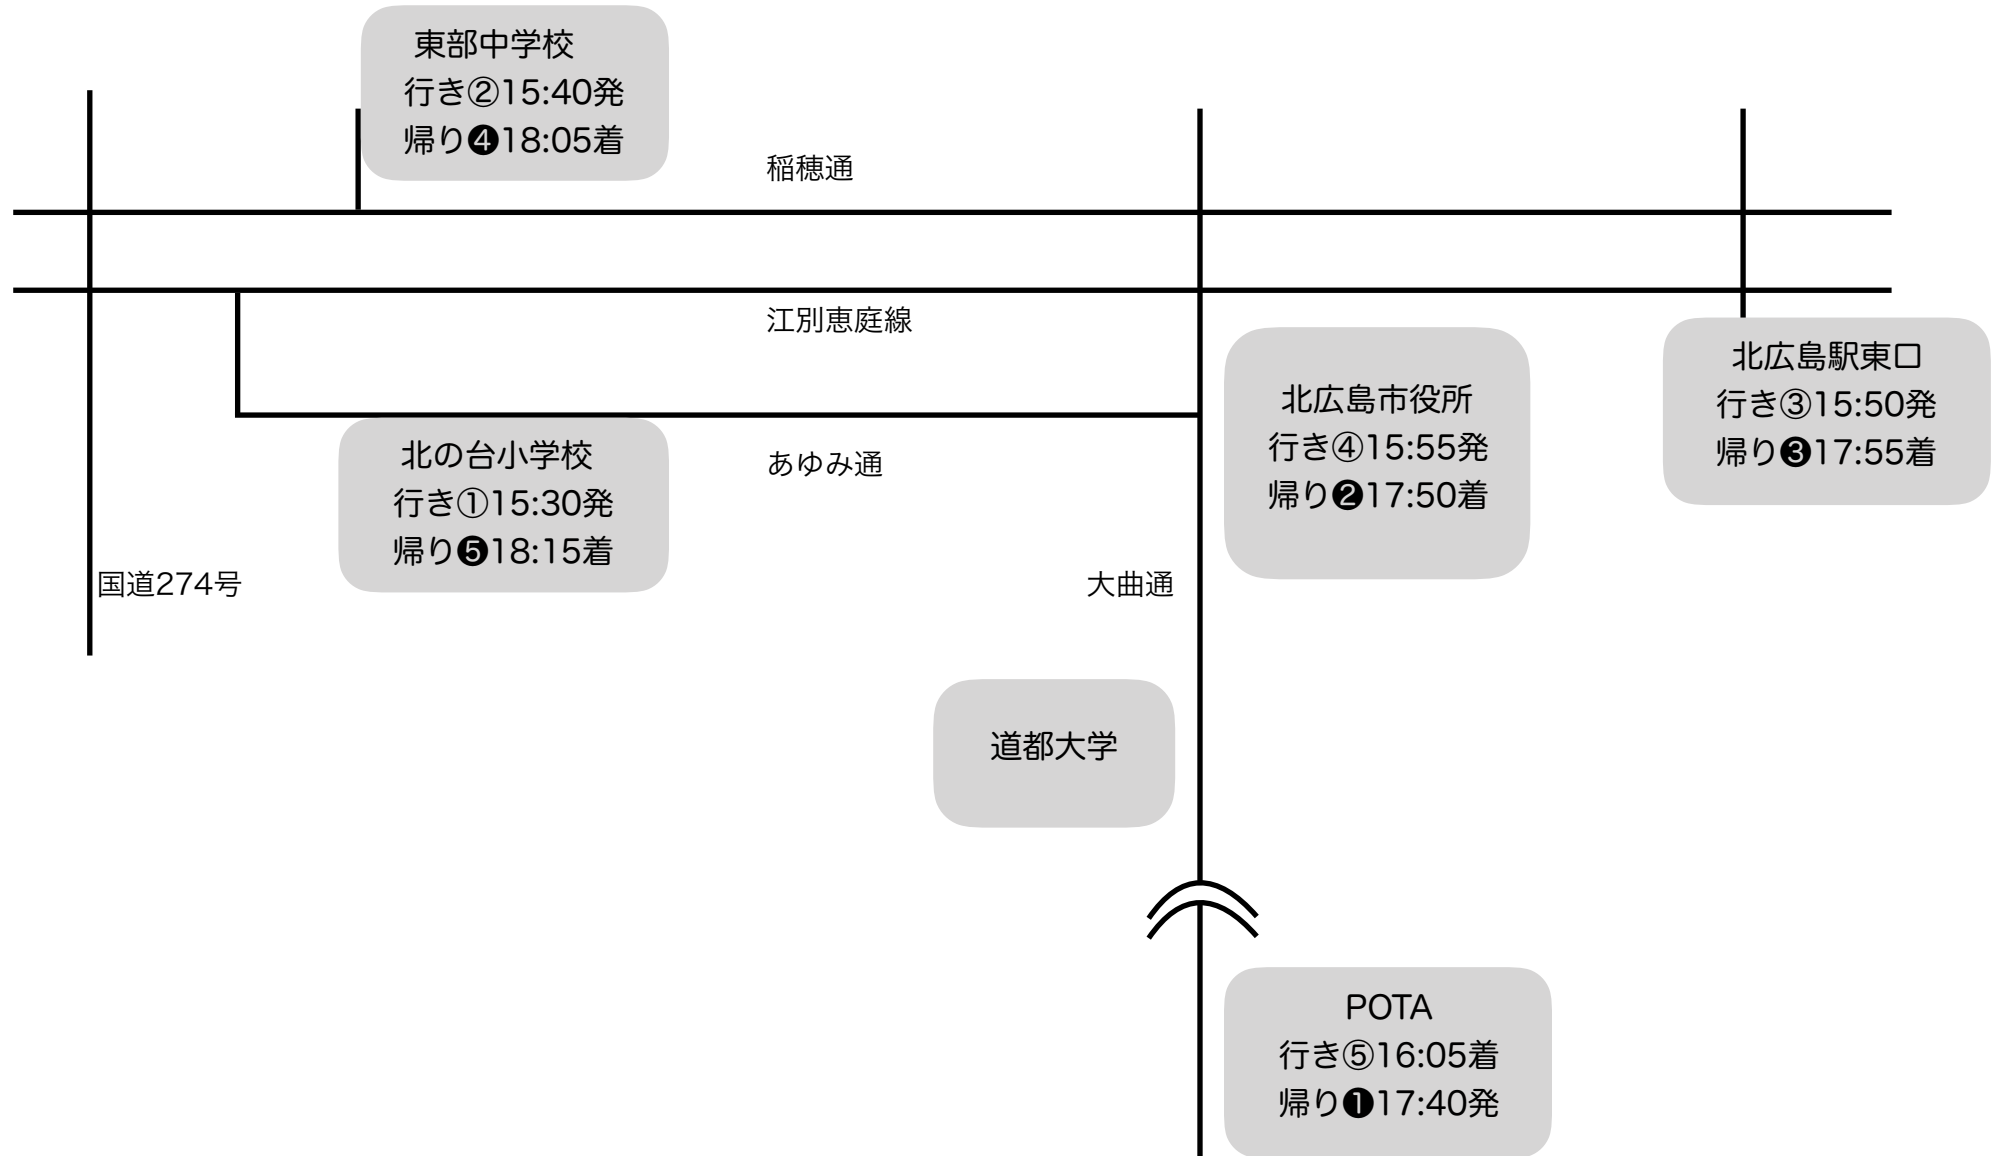 東部中学校
行き②15:40発
帰り❹18:05着
稲穂通
江別恵庭線
北広島駅東口
行き③15:50発
帰り❸17:55着
北広島市役所
行き④15:55発
帰り❷17:50着
北の台小学校
行き①15:30発
帰り❺18:15着
あゆみ通
国道274号
大曲通
道都大学
POTA
行き⑤16:05着
帰り❶17:40発